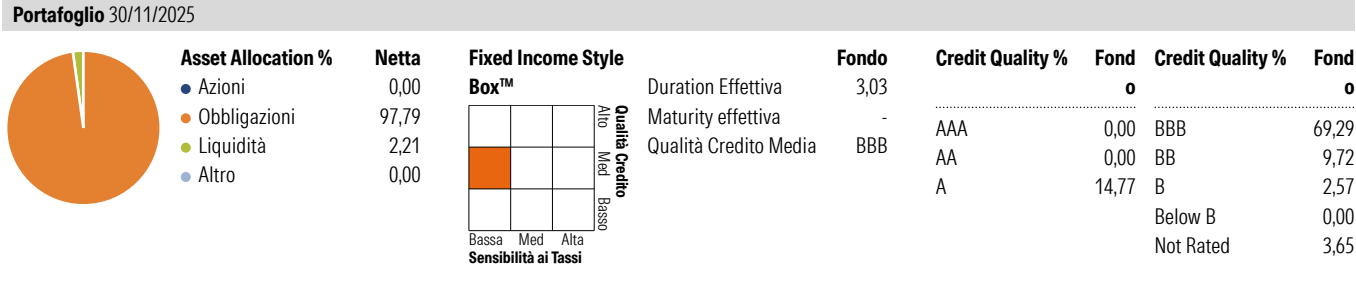 Portafoglio 30/11/2025
Asset Allocation % Netta
Azioni 0,00
Obbligazioni 97,79
Liquidità 2,21
Altro 0,00
Fixed Income Style
Box™
Alto Med Basso
Qualità Credito
Bassa Med Alta
Sensibilità ai Tassi
Fondo
Duration Effettiva 3,03
Maturity effettiva -
Qualità Credito Media BBB
Credit Quality % Fond
o
AAA 0,00
AA 0,00
A 14,77
Credit Quality % Fond
o
BBB 69,29
BB 9,72
B 2,57
Below B 0,00
Not Rated 3,65